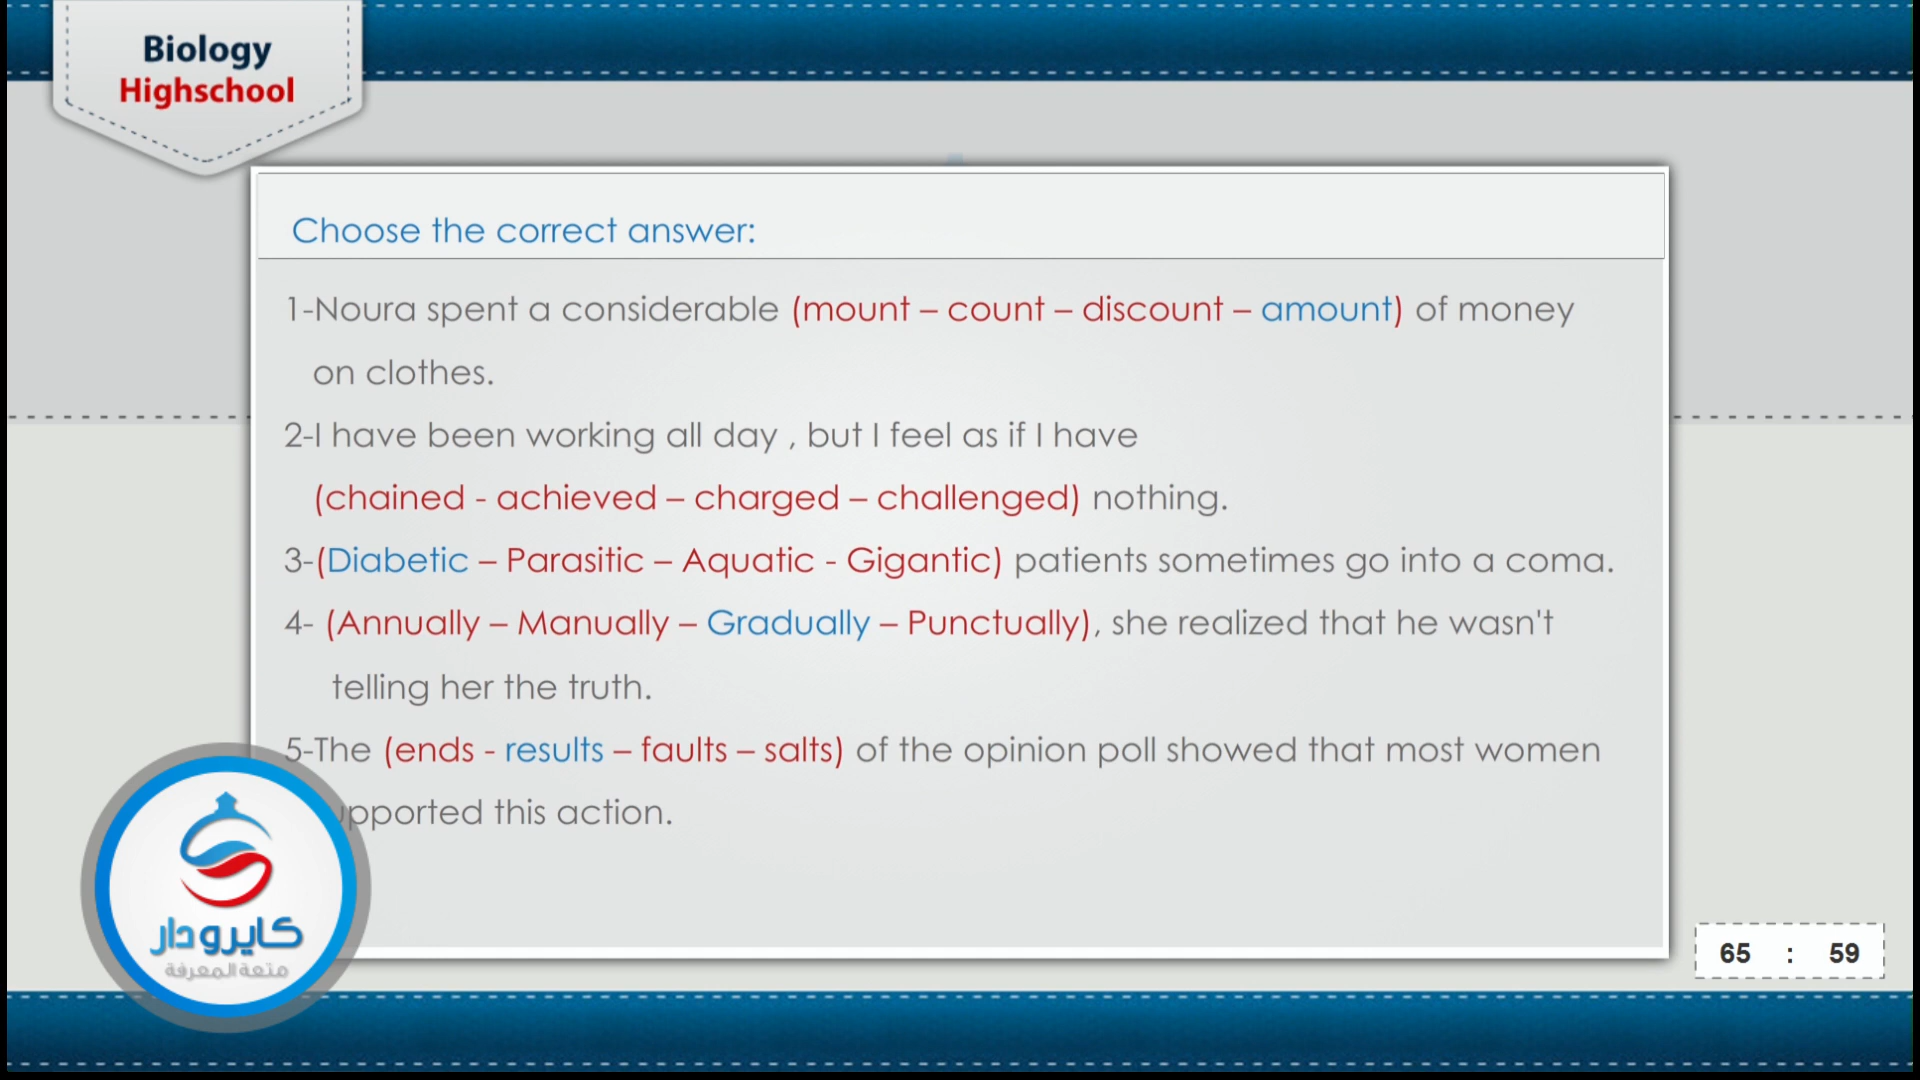 Biology
Highschool
Choose the correct answer:
1-Noura spent a considerable (mount – count – discount – amount) of money
on clothes.
2-I have been working all day , but I feel as if I have
(chained - achieved – charged – challenged) nothing.
3-(Diabetic – Parasitic – Aquatic - Gigantic) patients sometimes go into a coma.
4- (Annually – Manually – Gradually – Punctually), she realized that he wasn't
telling her the truth.
5-The (ends - results – faults – salts) of the opinion poll showed that most women
upported this action.
كايرودار
متعة المعرفة
65 : 59